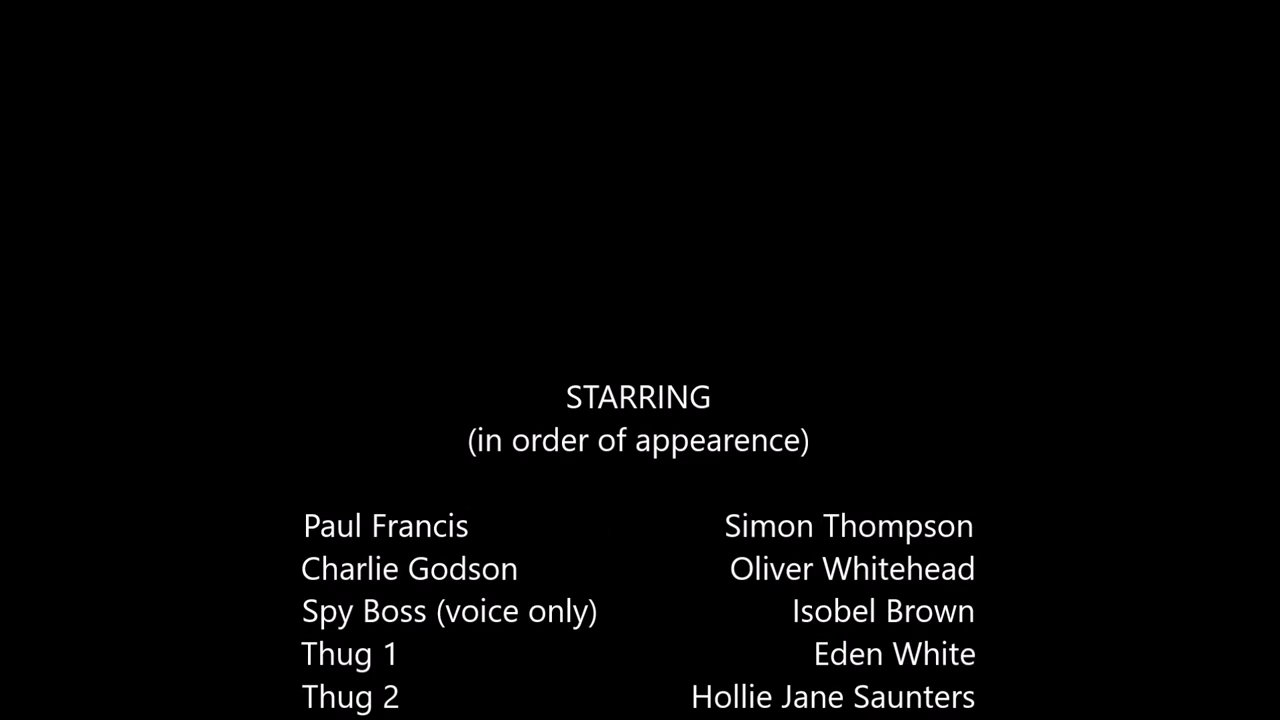 STARRING
(in order of appearence)
Paul Francis Simon Thompson
Charlie Godson Oliver Whitehead
Spy Boss (voice only) Isobel Brown
Thug 1 Eden White
Thug 2 Hollie Jane Saunters